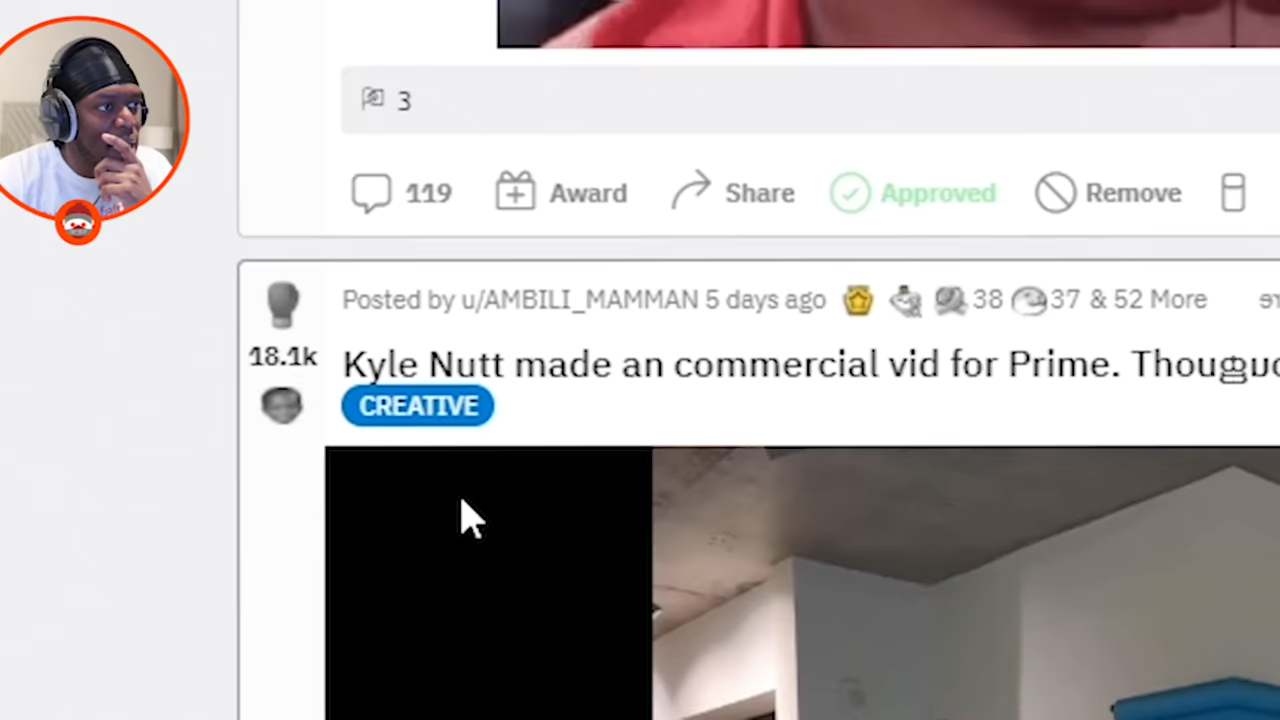 3
119 Award Share Approved Remove
Posted by u/AMBILI_MAMMAN 5 days ago 38 37 & 52 More
18.1k
Kyle Nutt made an commercial vid for Prime.
CREATIVE